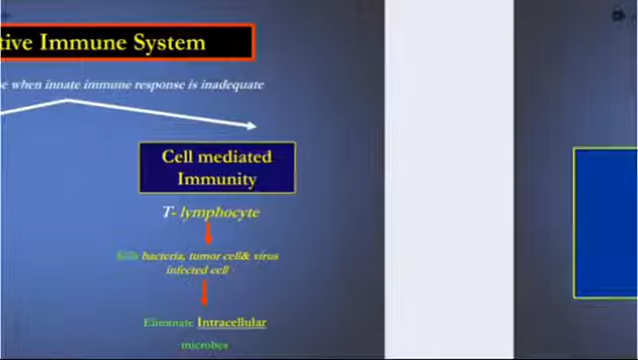 tive Immune System
e when innate immune response is inadequate
Cell mediated
Immunity
T- lymphocyte
Kills bacteria, tumor cell& virus
infected cell
Eliminate Intracellular
microbes